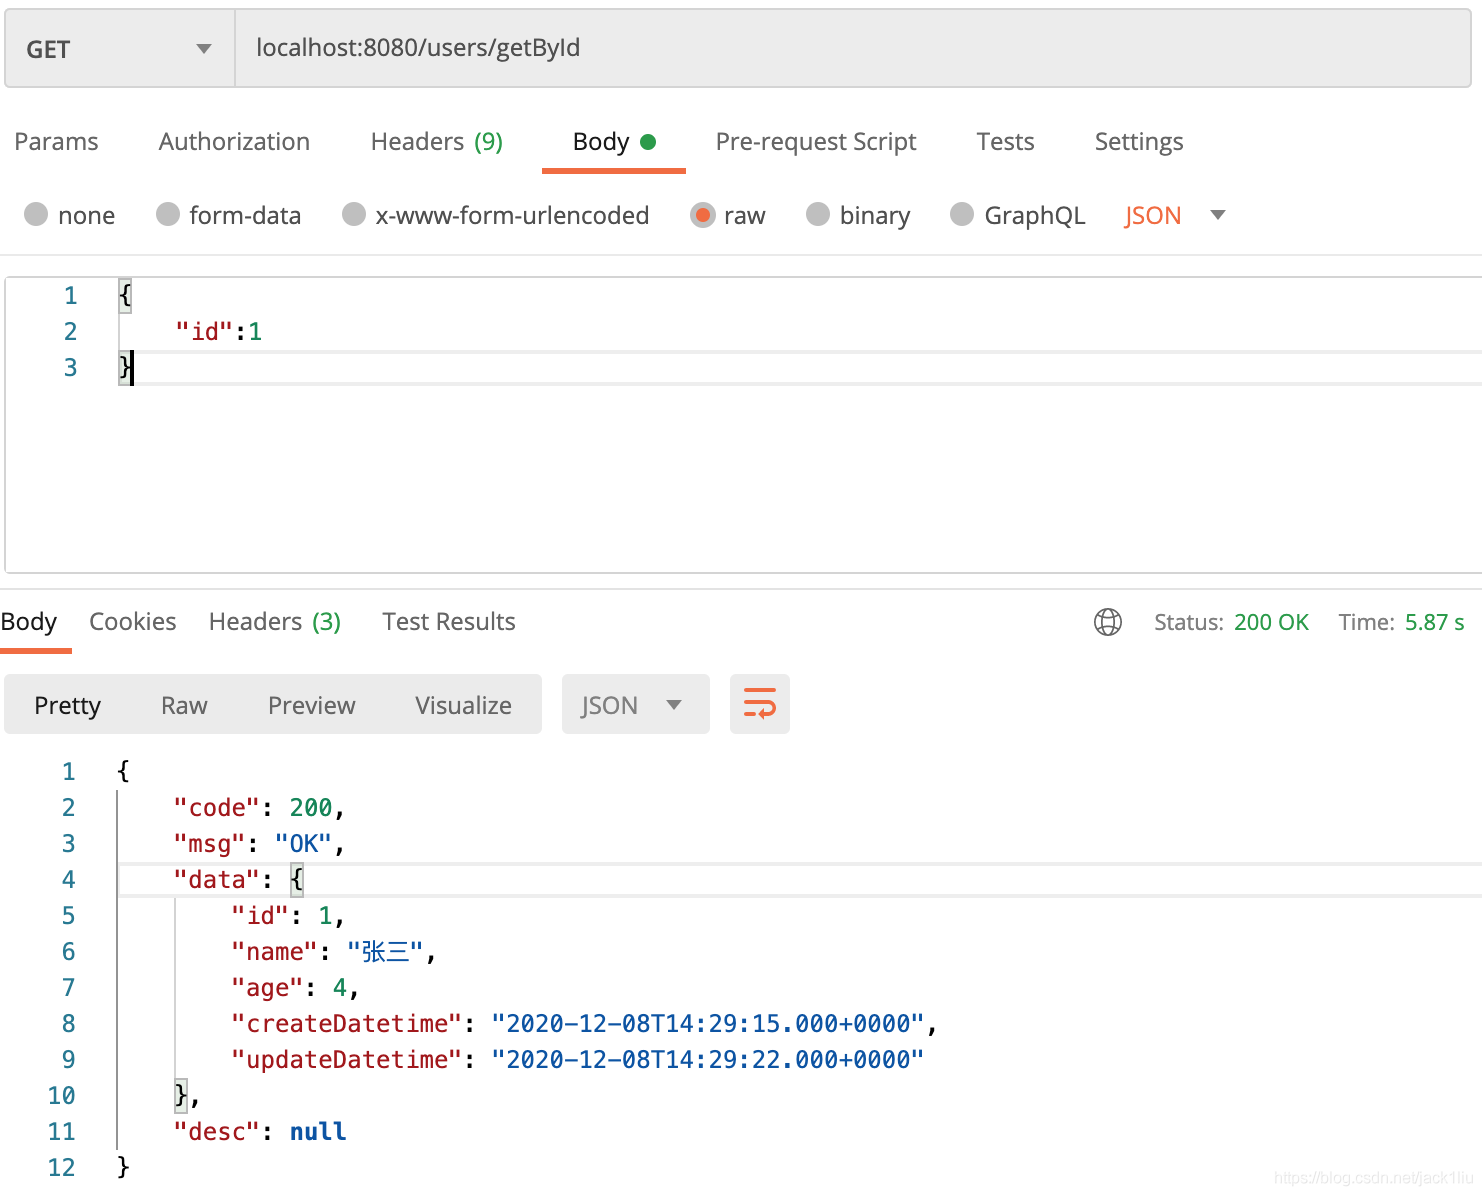 GET localhost:8080/users/getById
Params Authorization Headers (9) Body Pre-request Script Tests Settings
none form-data x-www-form-urlencoded raw binary GraphQL JSON
1 {
2 "id":1
3 }
Body Cookies Headers (3) Test Results Status: 200 OK Time: 5.87 s
Pretty Raw Preview Visualize JSON
1 {
2 "code": 200,
3 "msg": "OK",
4 "data": {
5 "id": 1,
6 "name": "张三",
7 "age": 4,
8 "createDatetime": "2020-12-08T14:29:15.000+0000",
9 "updateDatetime": "2020-12-08T14:29:22.000+0000"
10 },
11 "desc": null
12 }
https://blog.csdn.net/jack1liu